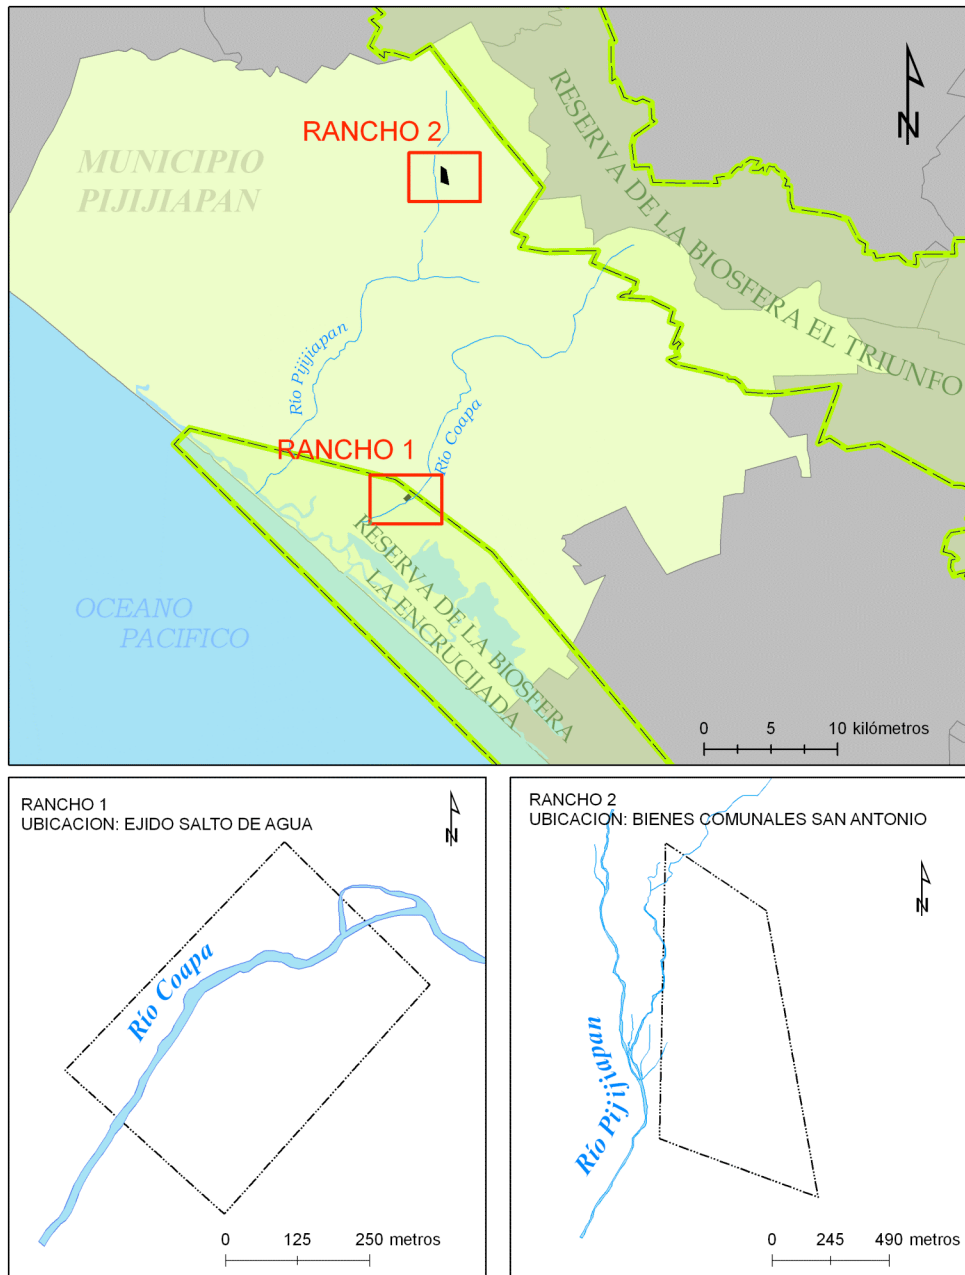 RANCHO 2
MUNICIPIO
PIJIJIAPAN
N
RESERVA DE LA BIOSFERA EL TRIUNFO
Río Pijijiapan
Río Coapa
RANCHO 1
RESERVA DE LA BIOSFERA
LA ENCRUCIJADA
OCEANO
PACIFICO
0 5 10 kilómetros
RANCHO 1
UBICACION: EJIDO SALTO DE AGUA
N
Río Coapa
0 125 250 metros
RANCHO 2
UBICACION: BIENES COMUNALES SAN ANTONIO
N
Río Pijijiapan
0 245 490 metros